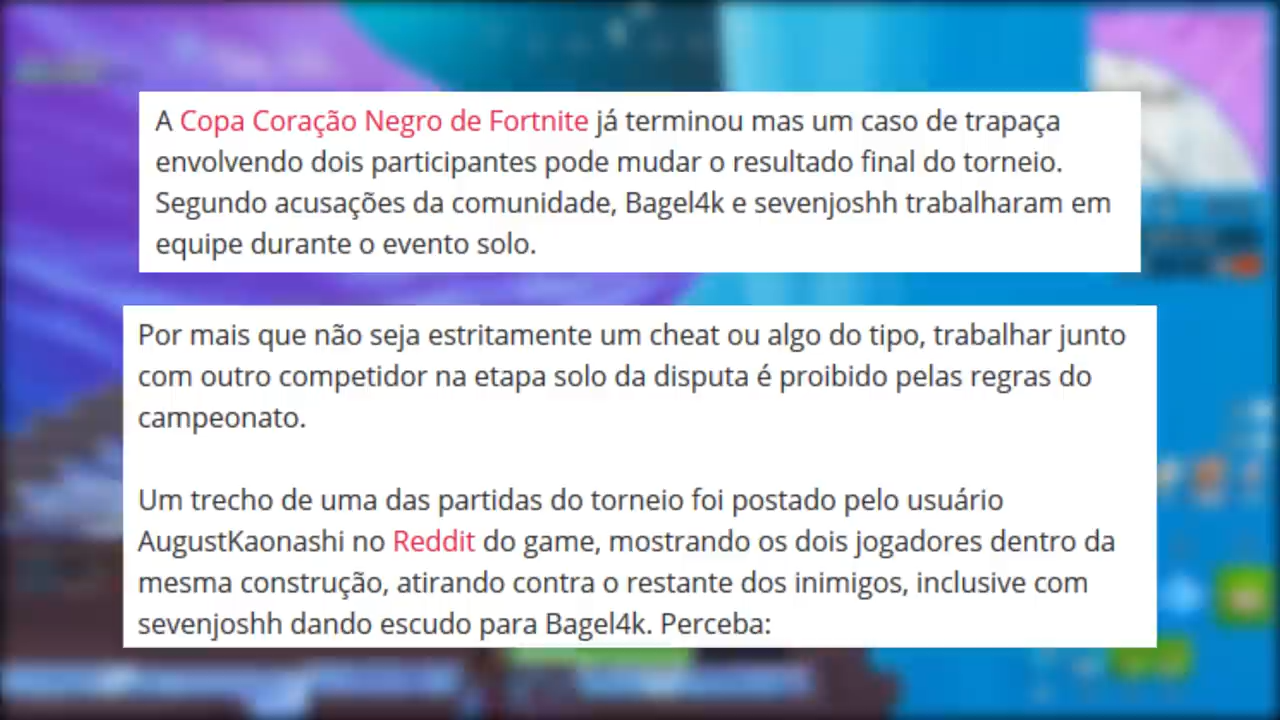 A Copa Coração Negro de Fortnite já terminou mas um caso de trapaça
envolvendo dois participantes pode mudar o resultado final do torneio.
Segundo acusações da comunidade, Bagel4k e sevenjoshh trabalharam em
equipe durante o evento solo.
Por mais que não seja estritamente um cheat ou algo do tipo, trabalhar junto
com outro competidor na etapa solo da disputa é proibido pelas regras do
campeonato.
Um trecho de uma das partidas do torneio foi postado pelo usuário
AugustKaonashi no Reddit do game, mostrando os dois jogadores dentro da
mesma construção, atirando contra o restante dos inimigos, inclusive com
sevenjoshh dando escudo para Bagel4k. Perceba: